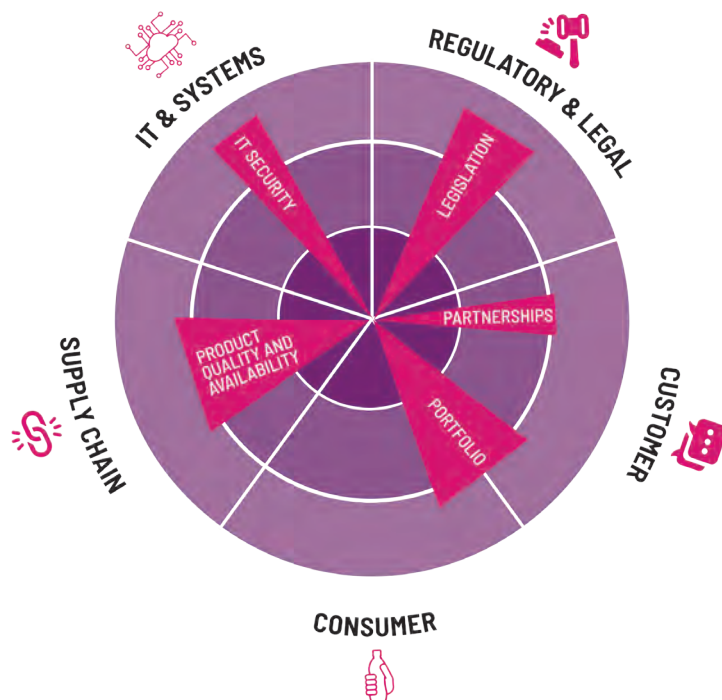 IT & SYSTEMS
REGULATORY & LEGAL
IT SECURITY
LEGISLATION
PARTNERSHIPS
PRODUCT
QUALITY AND
AVAILABILITY
PORTFOLIO
SUPPLY CHAIN
CUSTOMER
CONSUMER